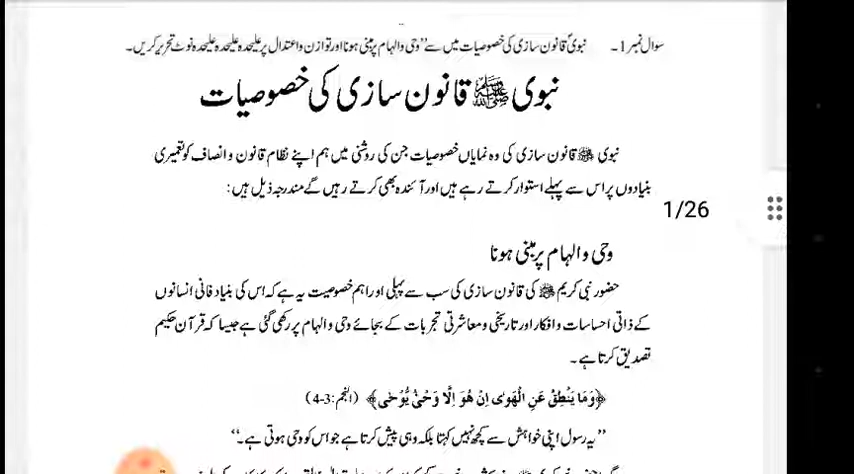 سوال نمبر 1۔ نبویؐ قانون سازی کی خصوصیات میں سے "وحی والہام پر مبنی ہونا اور توازن واعتدال پر علیحدہ علیحدہ علیحدہ نوٹ تحریر کریں۔
نبوی ﷺ قانون سازی کی خصوصیات
نبوی ﷺ قانون سازی کی وہ نمایاں خصوصیات جن کی روشنی میں ہم اپنے نظام قانون وانصاف کو تعمیری
بنیادوں پر اس سے پہلے استوار کرتے رہے ہیں اور آئندہ بھی کرتے رہیں گے مندرجہ ذیل ہیں:
1/26
وحی والہام پر مبنی ہونا
حضور نبی کریم ﷺ کی قانون سازی کی سب سے پہلی اور اہم خصوصیت یہ ہے کہ اس کی بنیاد فانی انسانوں
کے ذاتی احساسات وافکار اور تاریخی ومعاشرتی تجربات کے بجائے وحی والہام پر رکھی گئی ہے جیسا کہ قرآن حکیم
تصدیق کرتا ہے۔
﴿وَمَا يَنْطِقُ عَنِ الْهَوٰى اِنْ هُوَ اِلَّا وَحْىٌ يُّوْحٰى﴾ (النجم:3-4)
"یہ رسول اپنی خواہش سے کچھ نہیں کہتا بلکہ وہی پیش کرتا ہے جو اس کو وحی ہوتی ہے۔"